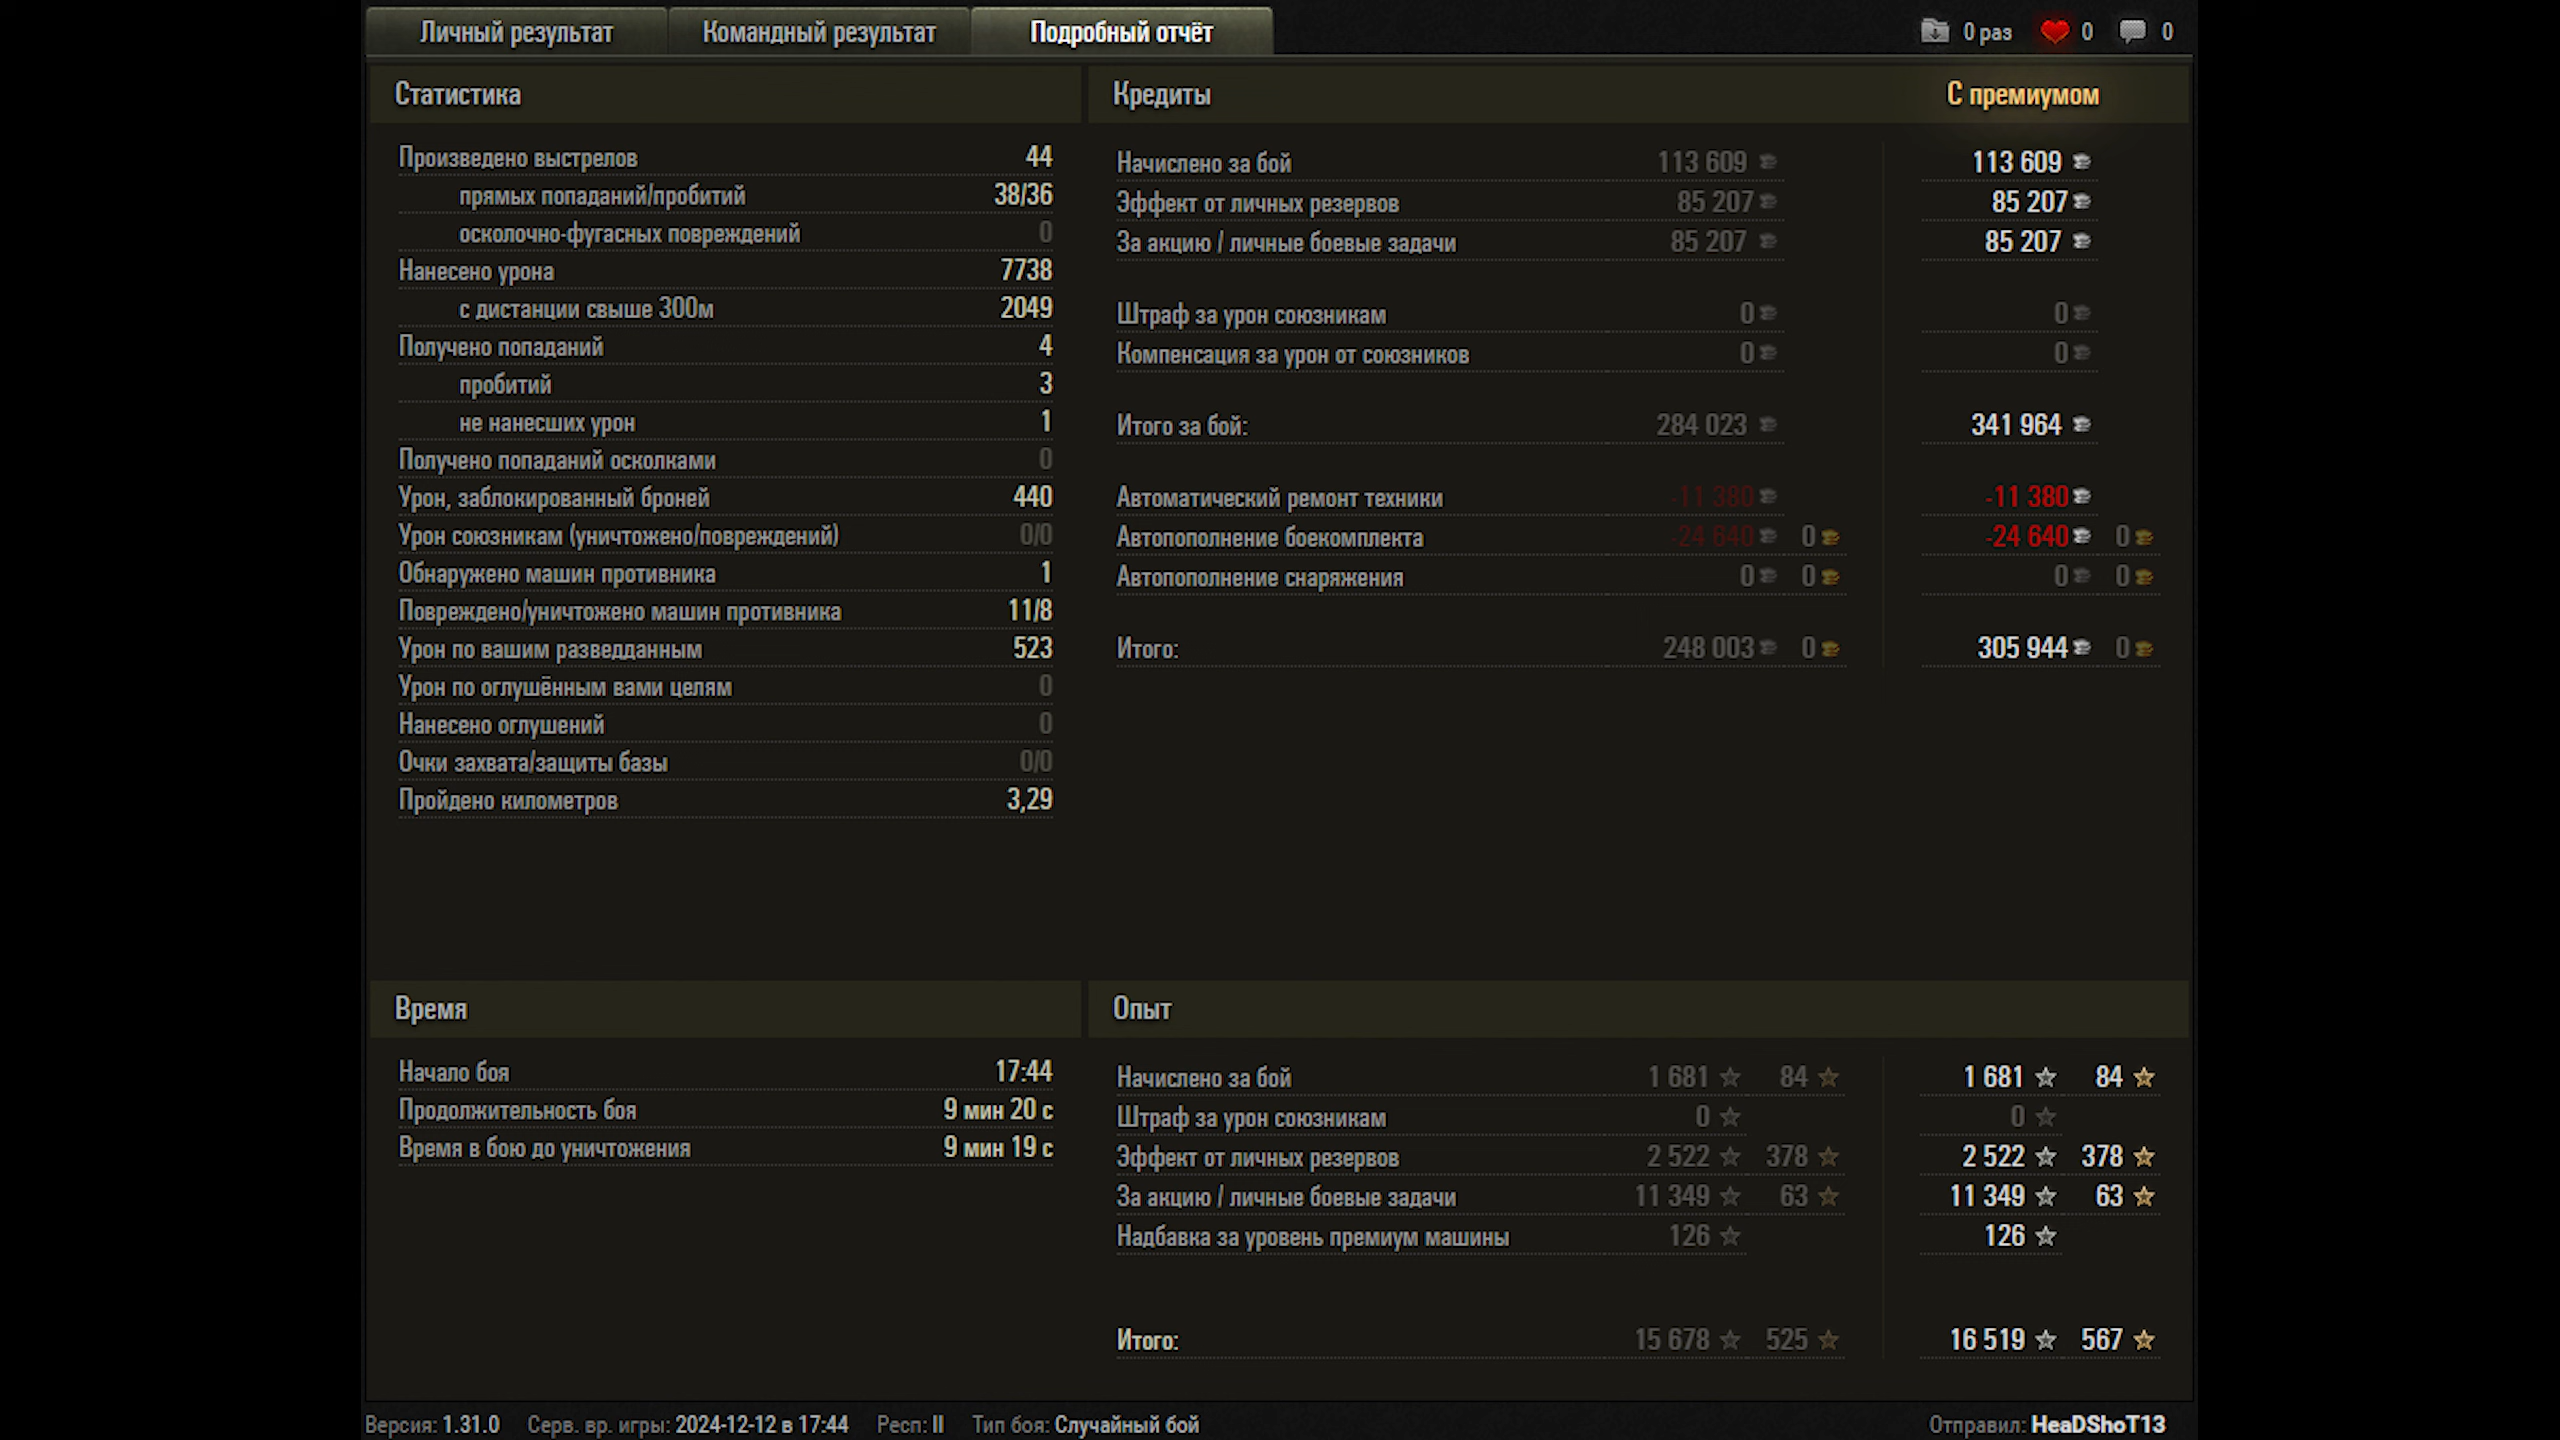 Личный результат Командный результат Подробный отчёт 0 раз 0 0
Статистика
Произведено выстрелов 44
прямых попаданий/пробитий 38/36
осколочно-фугасных повреждений 0
Нанесено урона 7738
с дистанции свыше 300м 2049
Получено попаданий 4
пробитий 3
не нанесших урон 1
Получено попаданий осколками 0
Урон, заблокированный броней 440
Урон союзникам (уничтожено/повреждений) 0/0
Обнаружено машин противника 1
Повреждено/уничтожено машин противника 11/8
Урон по вашим разведданным 523
Урон по оглушённым вами целям 0
Нанесено оглушений 0
Очки захвата/защиты базы 0/0
Пройдено километров 3,29
Кредиты С премиумом
Начислено за бой 113 609 113 609
Эффект от личных резервов 85 207 85 207
За акцию / личные боевые задачи 85 207 85 207
Штраф за урон союзникам 0 0
Компенсация за урон от союзников 0 0
Итого за бой: 284 023 341 964
Автоматический ремонт техники -11 380 -11 380
Автопополнение боекомплекта -24 640 0 -24 640 0
Автопополнение снаряжения 0 0 0 0
Итого: 248 003 0 305 944 0
Время
Начало боя 17:44
Продолжительность боя 9 мин 20 с
Время в бою до уничтожения 9 мин 19 с
Опыт
Начислено за бой 1 681 84 1 681 84
Штраф за урон союзникам 0 0
Эффект от личных резервов 2 522 378 2 522 378
За акцию / личные боевые задачи 11 349 63 11 349 63
Надбавка за уровень премиум машины 126 126
Итого: 15 678 525 16 519 567
Версия: 1.31.0 Серв. вр. игры: 2024-12-12 в 17:44 Респ: II Тип боя: Случайный бой Отправил: HeaDShoT13